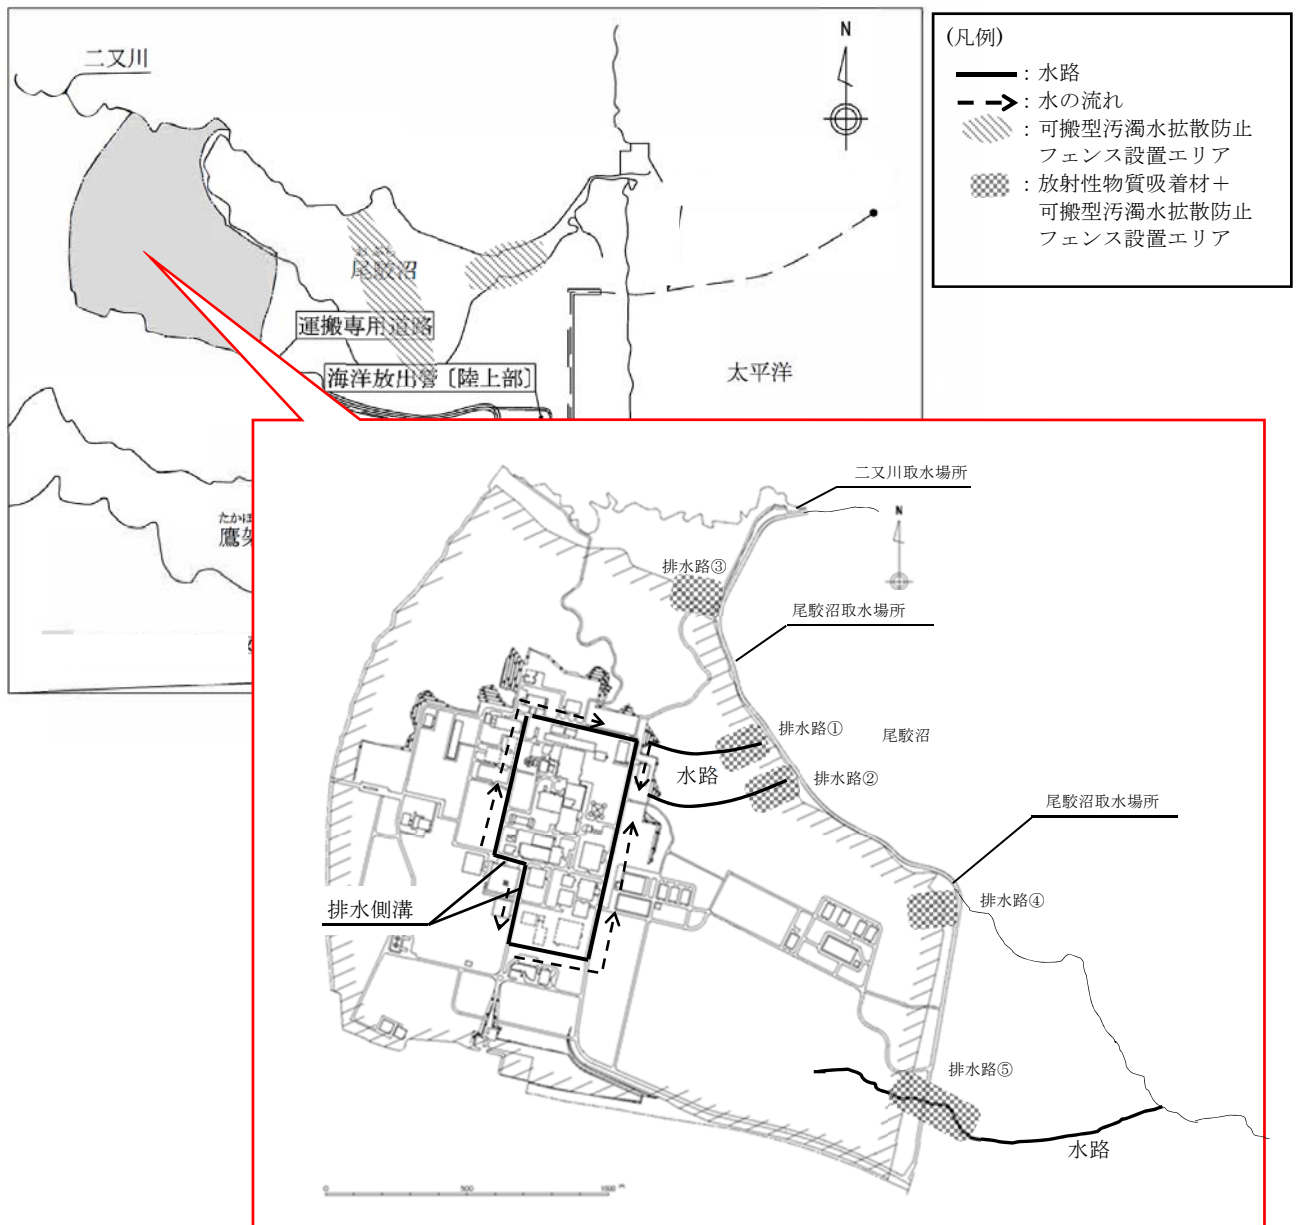 二又川
N
尾駮沼
運搬専用道路
海洋放出管〔陸上部〕
太平洋
(凡例)
：水路
：水の流れ
：可搬型汚濁水拡散防止
フェンス設置エリア
：放射性物質吸着材＋
可搬型汚濁水拡散防止
フェンス設置エリア
たかほ
鷹架
二又川取水場所
N
排水路③
尾駮沼取水場所
排水路①
尾駮沼
水路
排水路②
尾駮沼取水場所
排水路④
排水側溝
排水路⑤
水路
0 500 1000 m